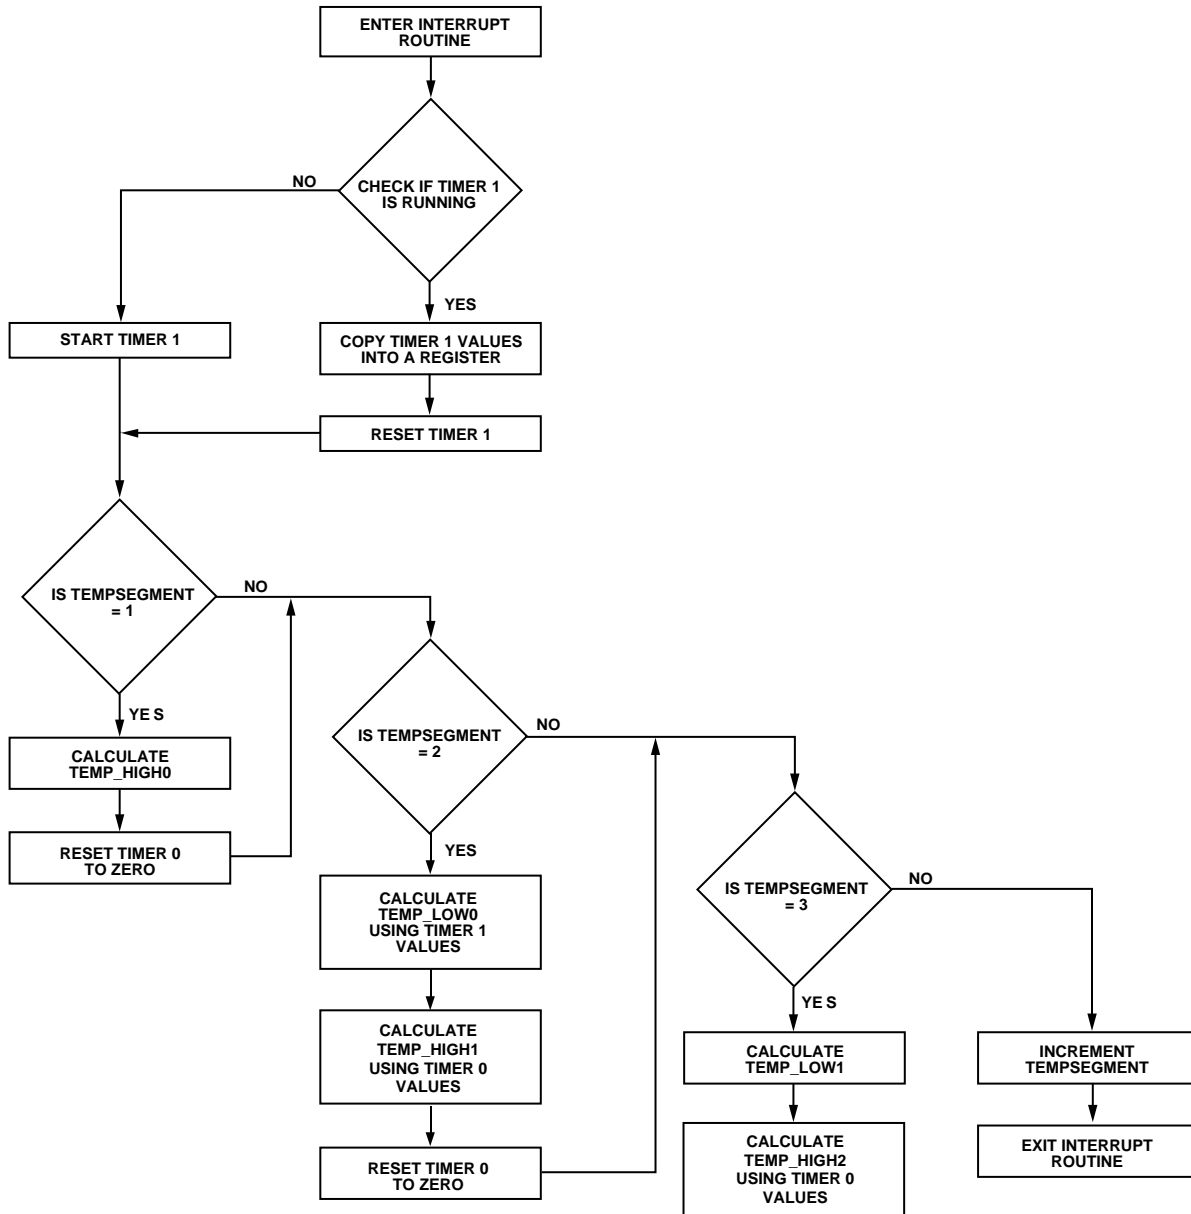 ENTER INTERRUPT
ROUTINE
CHECK IF TIMER 1
IS RUNNING
NO
YES
START TIMER 1
COPY TIMER 1 VALUES
INTO A REGISTER
RESET TIMER 1
IS TEMPSEGMENT
= 1
NO
YE S
CALCULATE
TEMP_HIGH0
RESET TIMER 0
TO ZERO
IS TEMPSEGMENT
= 2
NO
YES
CALCULATE
TEMP_LOW0
USING TIMER 1
VALUES
CALCULATE
TEMP_HIGH1
USING TIMER 0
VALUES
RESET TIMER 0
TO ZERO
IS TEMPSEGMENT
= 3
NO
YE S
CALCULATE
TEMP_LOW1
CALCULATE
TEMP_HIGH2
USING TIMER 0
VALUES
INCREMENT
TEMPSEGMENT
EXIT INTERRUPT
ROUTINE